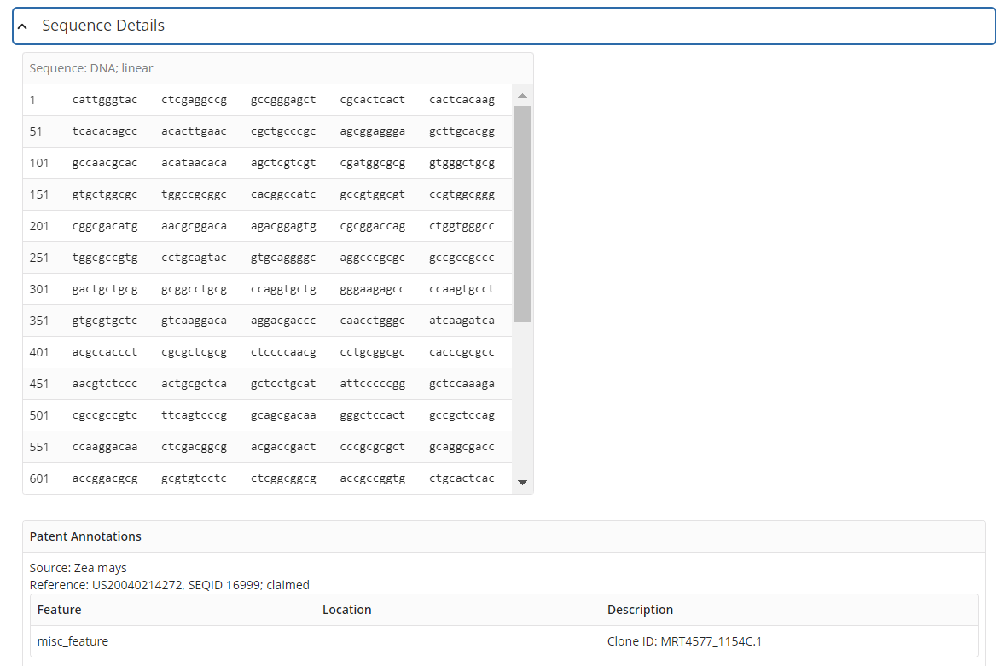 Sequence Details
Sequence: DNA; linear
1 cattgggtac ctcgaggccg gccgggagct cgcactcact cactcacaag
51 tcacacagcc acacttgaac cgctgcccgc agcggaggga gcttgcacgg
101 gccaacgcac acataacaca agctcgtcgt cgatggcgcg gtgggctgcg
151 gtgctggcgc tggccgcggc cacggccatc gccgtggcgt ccgtggcggg
201 cggcgacatg aacgcggaca agacggagtg cgcggaccag ctggtgggcc
251 tggcgccgtg cctgcagtac gtgcaggggc aggcccgcgc gccgccgccc
301 gactgctgcg gcggcctgcg ccaggtgctg gggaagagcc ccaagtgcct
351 gtgcgtgctc gtcaaggaca aggacgaccc caacctgggc atcaagatca
401 acgccaccct cgcgctcgcg ctccccaacg cctgcggcgc cacccgcgcc
451 aacgtctccc actgcgctca gctcctgcat attcccccgg gctccaaaga
501 cgccgccgtc ttcagtcccg gcagcgacaa gggctccact gccgctccag
551 ccaaggacaa ctcgacggcg acgaccgact cccgcgcgct gcaggcgacc
601 accggacgcg gcgtgtcctc ctcggcggcg accgccggtg ctgcactcac
Patent Annotations
Source: Zea mays
Reference: US20040214272, SEQID 16999; claimed
Feature Location Description
misc_feature Clone ID: MRT4577_1154C.1